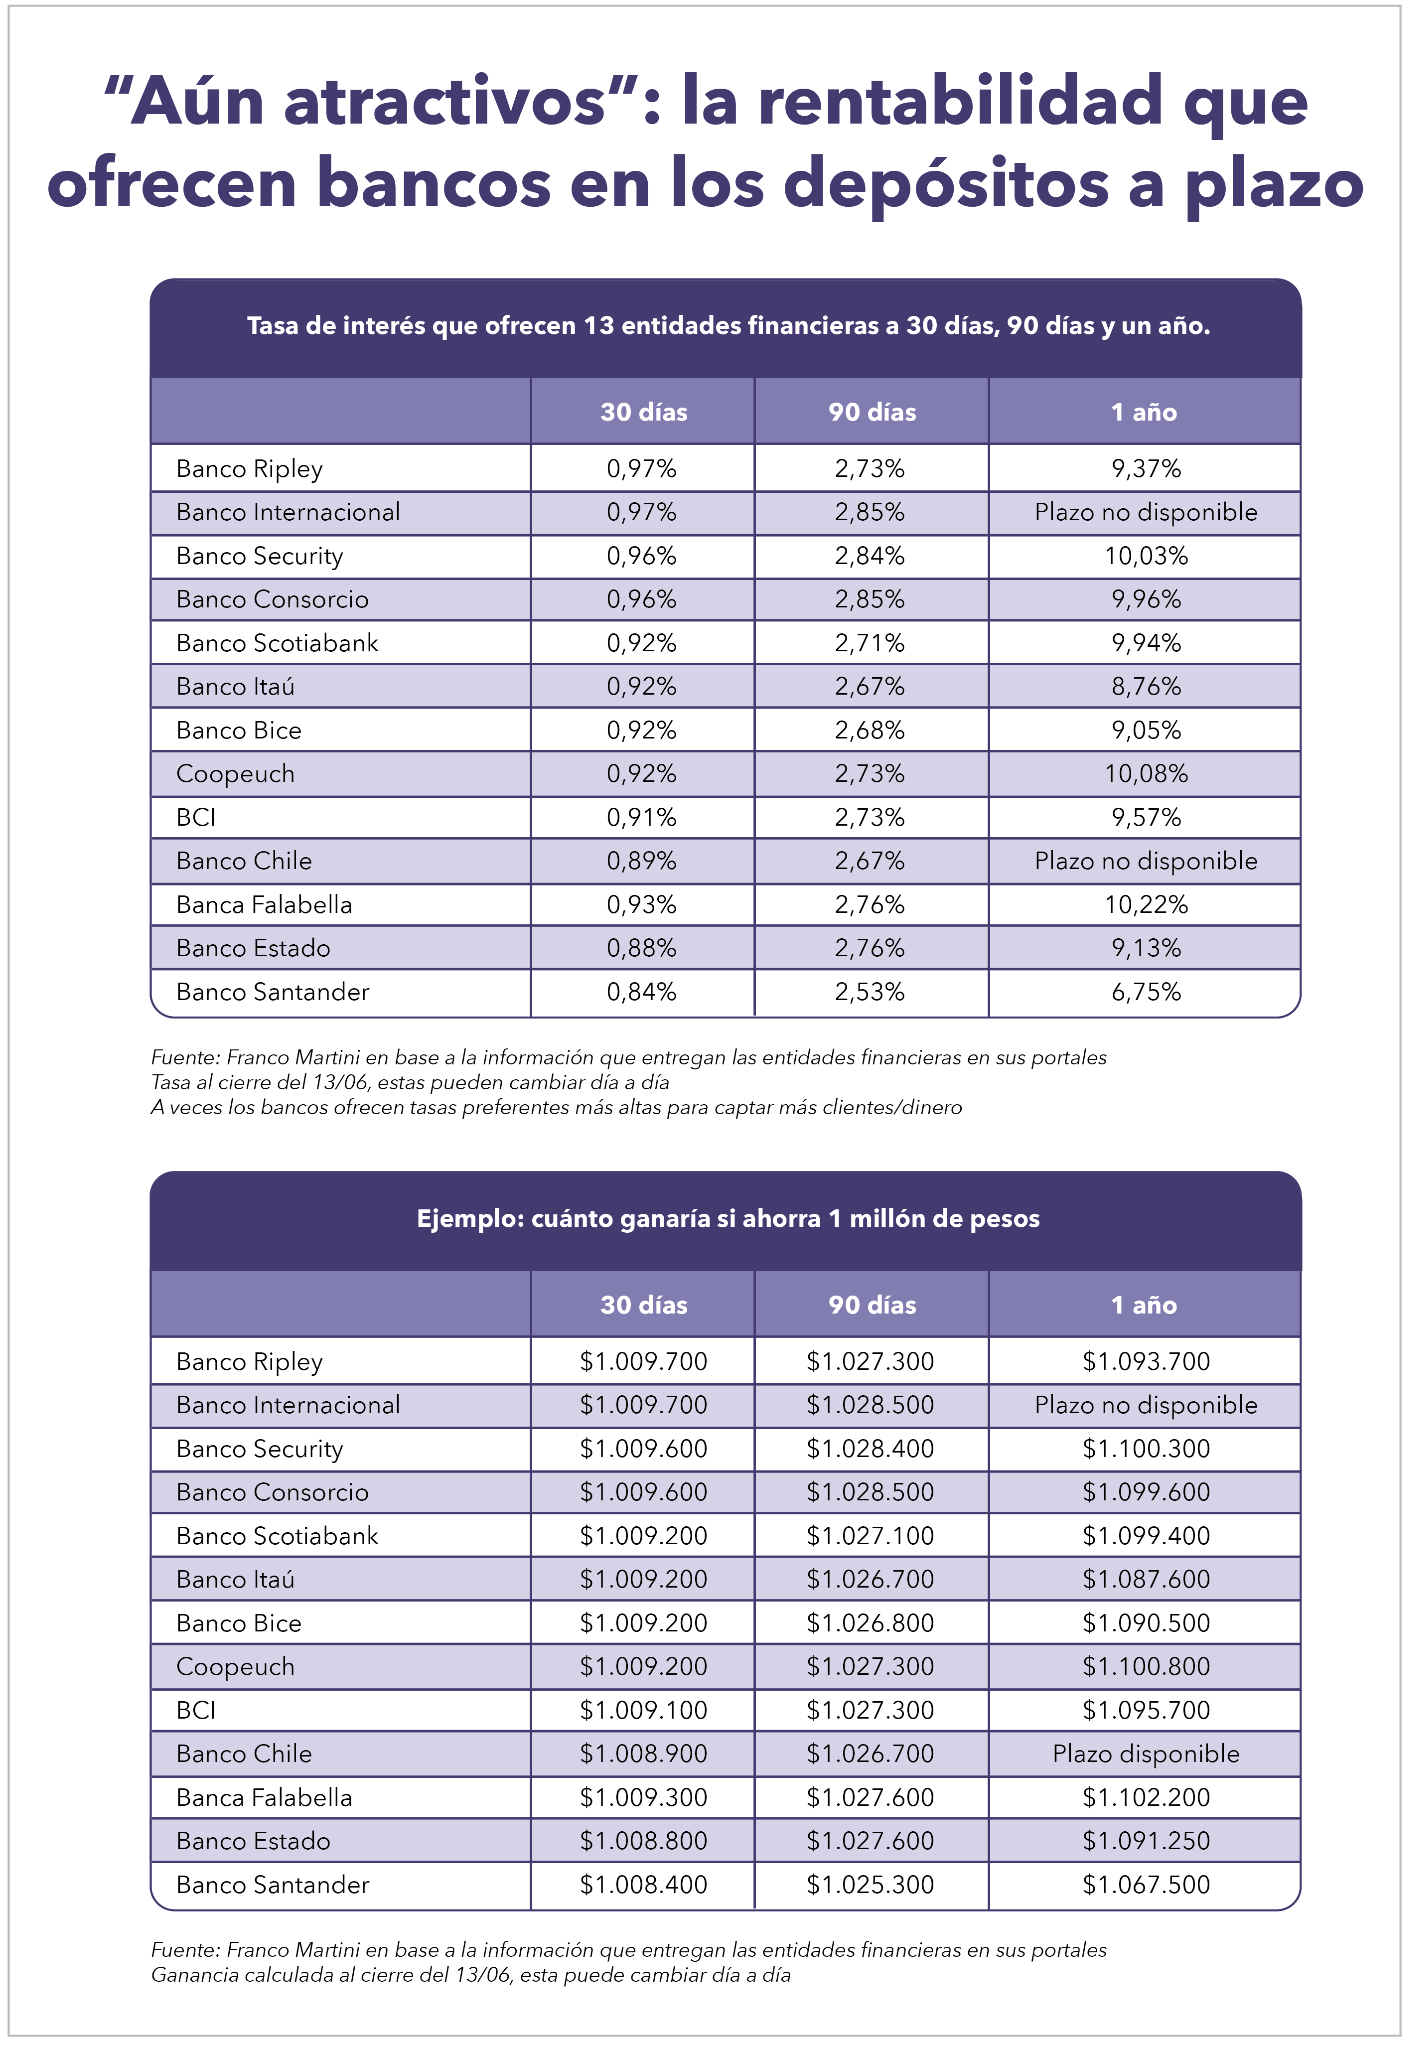 “Aún atractivos”: la rentabilidad que
ofrecen bancos en los depósitos a plazo
Tasa de interés que ofrecen 13 entidades financieras a 30 días, 90 días y un año.
30 días 90 días 1 año
Banco Ripley 0,97% 2,73% 9,37%
Banco Internacional 0,97% 2,85% Plazo no disponible
Banco Security 0,96% 2,84% 10,03%
Banco Consorcio 0,96% 2,85% 9,96%
Banco Scotiabank 0,92% 2,71% 9,94%
Banco Itaú 0,92% 2,67% 8,76%
Banco Bice 0,92% 2,68% 9,05%
Coopeuch 0,92% 2,73% 10,08%
BCI 0,91% 2,73% 9,57%
Banco Chile 0,89% 2,67% Plazo no disponible
Banca Falabella 0,93% 2,76% 10,22%
Banco Estado 0,88% 2,76% 9,13%
Banco Santander 0,84% 2,53% 6,75%
Fuente: Franco Martini en base a la información que entregan las entidades financieras en sus portales
Tasa al cierre del 13/06, estas pueden cambiar día a día
A veces los bancos ofrecen tasas preferentes más altas para captar más clientes/dinero
Ejemplo: cuánto ganaría si ahorra 1 millón de pesos
30 días 90 días 1 año
Banco Ripley $1.009.700 $1.027.300 $1.093.700
Banco Internacional $1.009.700 $1.028.500 Plazo no disponible
Banco Security $1.009.600 $1.028.400 $1.100.300
Banco Consorcio $1.009.600 $1.028.500 $1.099.600
Banco Scotiabank $1.009.200 $1.027.100 $1.099.400
Banco Itaú $1.009.200 $1.026.700 $1.087.600
Banco Bice $1.009.200 $1.026.800 $1.090.500
Coopeuch $1.009.200 $1.027.300 $1.100.800
BCI $1.009.100 $1.027.300 $1.095.700
Banco Chile $1.008.900 $1.026.700 Plazo disponible
Banca Falabella $1.009.300 $1.027.600 $1.102.200
Banco Estado $1.008.800 $1.027.600 $1.091.250
Banco Santander $1.008.400 $1.025.300 $1.067.500
Fuente: Franco Martini en base a la información que entregan las entidades financieras en sus portales
Ganancia calculada al cierre del 13/06, esta puede cambiar día a día